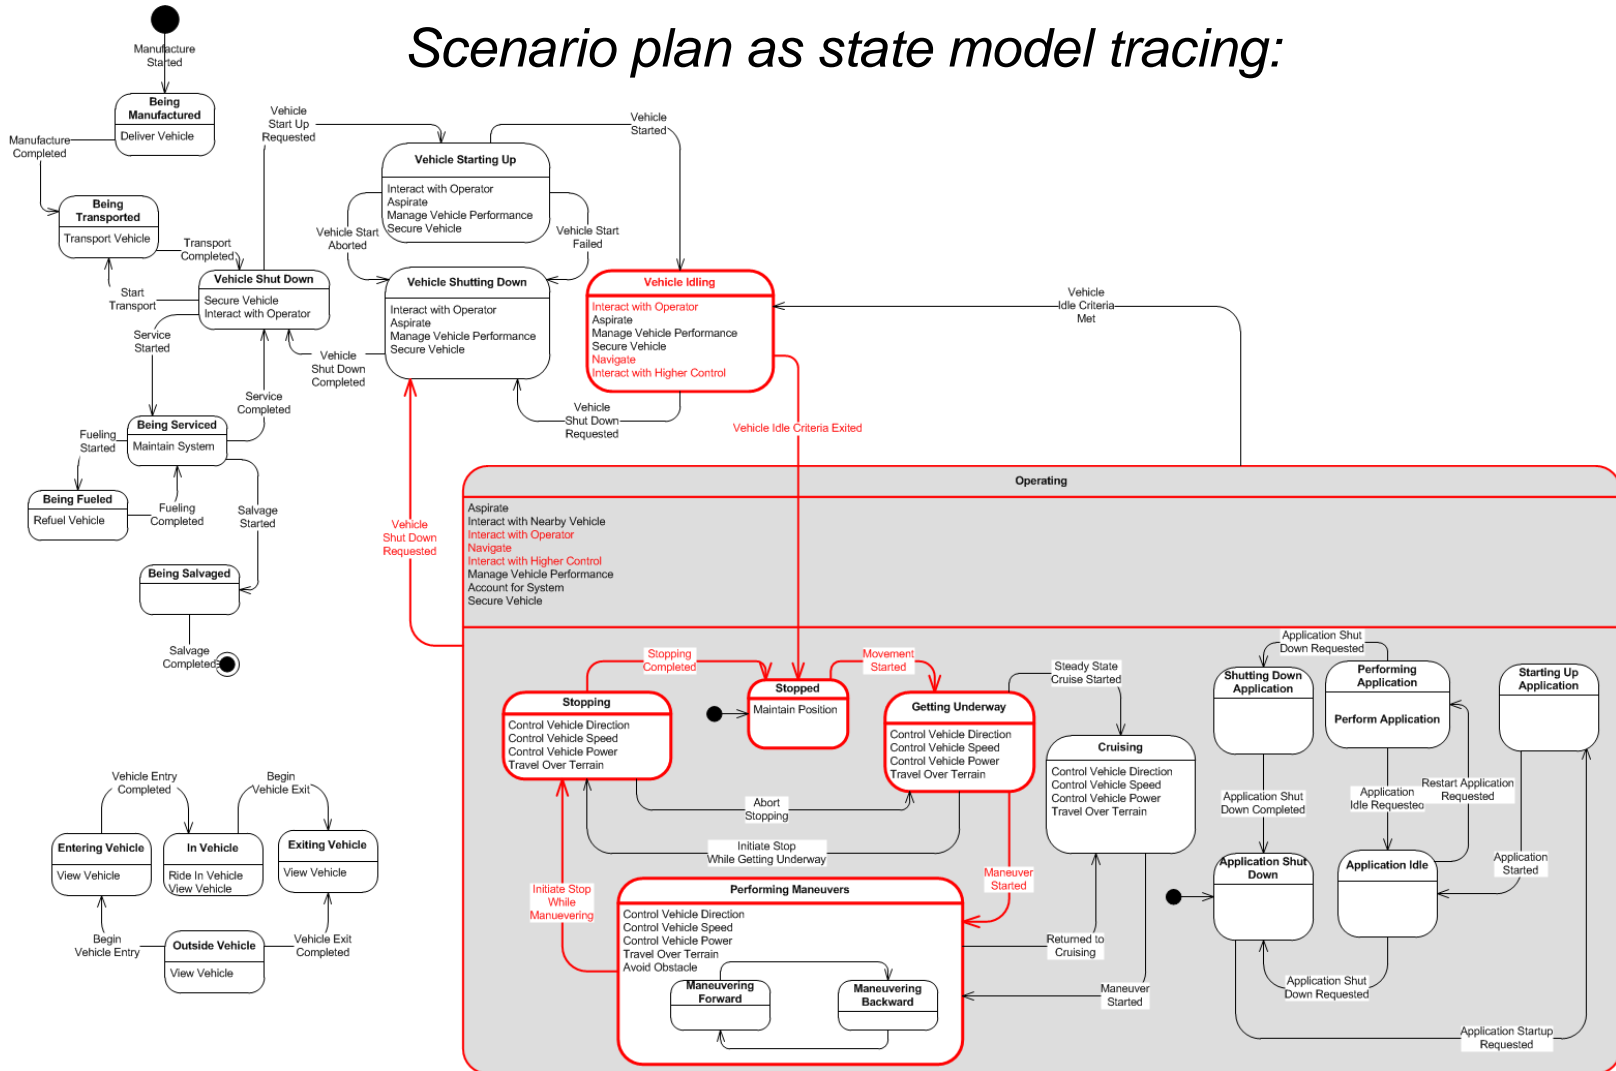 Scenario plan as state model tracing:
Manufacture
Started
Being
Manufactured
Deliver Vehicle
Manufacture
Completed
Being
Transported
Transport Vehicle
Transport
Completed
Start
Transport
Vehicle
Start Up
Requested
Vehicle Shut Down
Secure Vehicle
Interact with Operator
Service
Started
Service
Completed
Being Serviced
Maintain System
Fueling
Started
Being Fueled
Refuel Vehicle
Fueling
Completed
Salvage
Started
Being Salvaged
Salvage
Completed
Vehicle Starting Up
Interact with Operator
Aspirate
Manage Vehicle Performance
Secure Vehicle
Vehicle
Started
Vehicle Start
Aborted
Vehicle Start
Failed
Vehicle Shutting Down
Interact with Operator
Aspirate
Manage Vehicle Performance
Secure Vehicle
Vehicle
Shut Down
Completed
Vehicle Idling
Interact with Operator
Aspirate
Manage Vehicle Performance
Secure Vehicle
Navigate
Interact with Higher Control
Vehicle
Idle Criteria
Met
Vehicle
Shut Down
Requested
Vehicle Idle Criteria Exited
Vehicle
Shut Down
Requested
Operating
Aspirate
Interact with Nearby Vehicle
Interact with Operator
Navigate
Interact with Higher Control
Manage Vehicle Performance
Account for System
Secure Vehicle
Stopping
Completed
Movement
Started
Steady State
Cruise Started
Stopping
Control Vehicle Direction
Control Vehicle Speed
Control Vehicle Power
Travel Over Terrain
Stopped
Maintain Position
Getting Underway
Control Vehicle Direction
Control Vehicle Speed
Control Vehicle Power
Travel Over Terrain
Cruising
Control Vehicle Direction
Control Vehicle Speed
Control Vehicle Power
Travel Over Terrain
Abort
Stopping
Initiate Stop
While Getting Underway
Initiate Stop
While
Manuevering
Maneuver
Started
Performing Maneuvers
Control Vehicle Direction
Control Vehicle Speed
Control Vehicle Power
Travel Over Terrain
Avoid Obstacle
Maneuvering
Forward
Maneuvering
Backward
Returned to
Cruising
Maneuver
Started
Application Shut
Down Requested
Shutting Down
Application
Performing
Application
Perform Application
Starting Up
Application
Application Shut
Down Completed
Application
Idle Requested
Restart Application
Requested
Application Shut
Down
Application Idle
Application
Started
Application Shut
Down Requested
Application Startup
Requested
Vehicle Entry
Completed
Begin
Vehicle Exit
Entering Vehicle
View Vehicle
In Vehicle
Ride In Vehicle
View Vehicle
Exiting Vehicle
View Vehicle
Begin
Vehicle Entry
Outside Vehicle
View Vehicle
Vehicle Exit
Completed